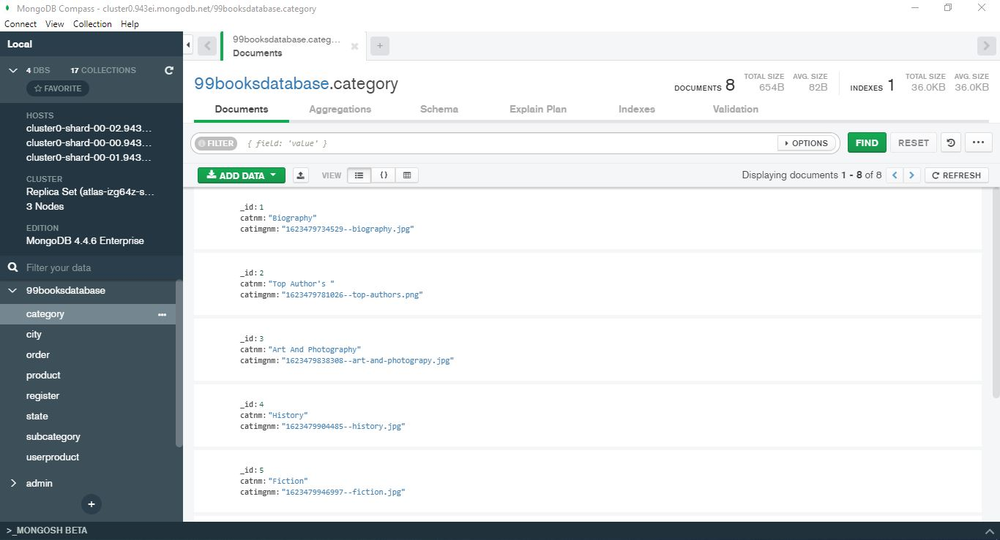 MongoDB Compass - cluster0.943ei.mongodb.net/99booksdatabase.category
Connect View Collection Help
Local
4 DBS 17 COLLECTIONS
FAVORITE
HOSTS
cluster0-shard-00-02.943...
cluster0-shard-00-00.943...
cluster0-shard-00-01.943...
CLUSTER
Replica Set (atlas-izg64z-s...
3 Nodes
EDITION
MongoDB 4.4.6 Enterprise
Filter your data
99booksdatabase
category
city
order
product
register
state
subcategory
userproduct
admin
>_MONGOSH BETA
99booksdatabase.categ...
Documents
99booksdatabase.category
DOCUMENTS 8 TOTAL SIZE 654B AVG. SIZE 82B INDEXES 1 TOTAL SIZE 36.0KB AVG. SIZE 36.0KB
Documents Aggregations Schema Explain Plan Indexes Validation
FILTER { field: 'value' } OPTIONS FIND RESET
ADD DATA VIEW {} Displaying documents 1 - 8 of 8 REFRESH
_id: 1
catnm: "Biography"
catimgnm: "1623479734529--biography.jpg"
_id: 2
catnm: "Top Author's "
catimgnm: "1623479781026--top-authors.png"
_id: 3
catnm: "Art And Photography"
catimgnm: "1623479838308--art-and-photograpy.jpg"
_id: 4
catnm: "History"
catimgnm: "1623479904485--history.jpg"
_id: 5
catnm: "Fiction"
catimgnm: "1623479946997--fiction.jpg"